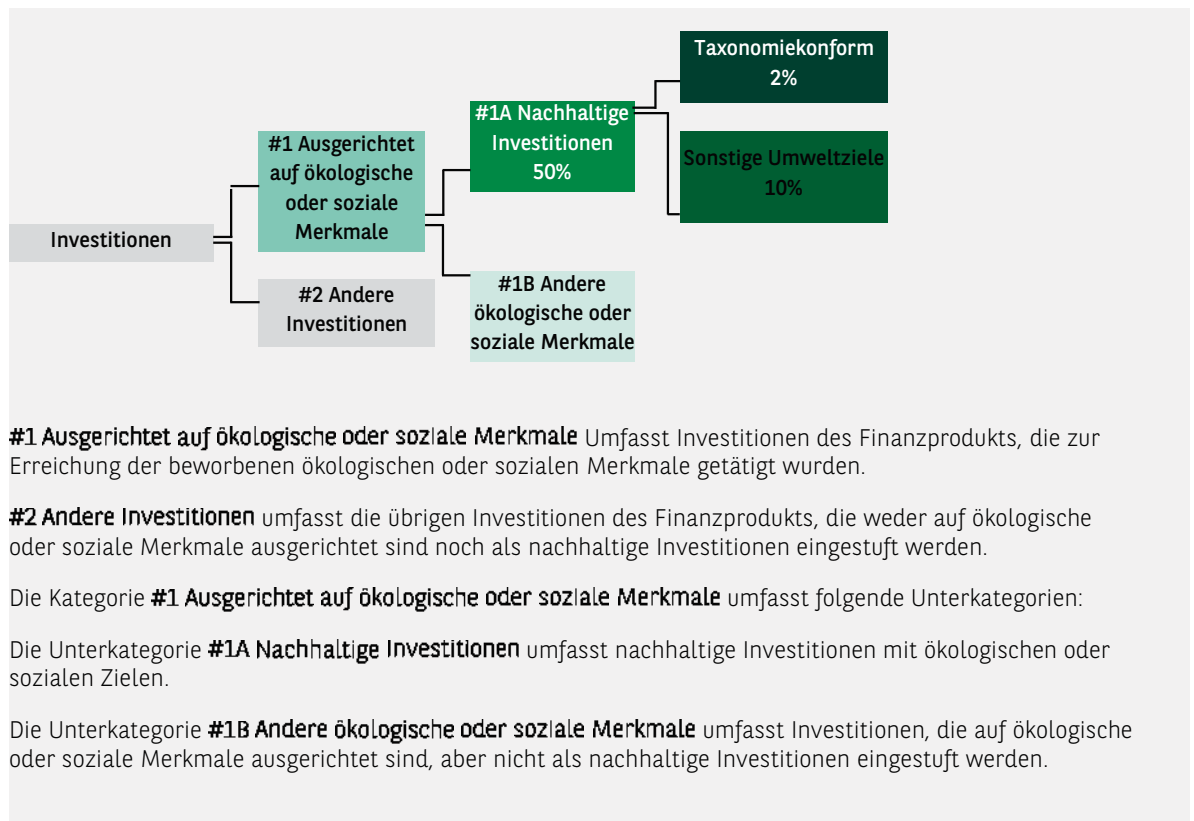 Taxonomiekonform
2%
#1A Nachhaltige
Investitionen
50%
Sonstige Umweltziele
10%
#1 Ausgerichtet
auf ökologische
oder soziale
Merkmale
Investitionen
#2 Andere
Investitionen
#1B Andere
ökologische oder
soziale Merkmale
#1 Ausgerichtet auf ökologische oder soziale Merkmale Umfasst Investitionen des Finanzprodukts, die zur
Erreichung der beworbenen ökologischen oder sozialen Merkmale getätigt wurden.
#2 Andere Investitionen umfasst die übrigen Investitionen des Finanzprodukts, die weder auf ökologische
oder soziale Merkmale ausgerichtet sind noch als nachhaltige Investitionen eingestuft werden.
Die Kategorie #1 Ausgerichtet auf ökologische oder soziale Merkmale umfasst folgende Unterkategorien:
Die Unterkategorie #1A Nachhaltige Investitionen umfasst nachhaltige Investitionen mit ökologischen oder
sozialen Zielen.
Die Unterkategorie #1B Andere ökologische oder soziale Merkmale umfasst Investitionen, die auf ökologische
oder soziale Merkmale ausgerichtet sind, aber nicht als nachhaltige Investitionen eingestuft werden.